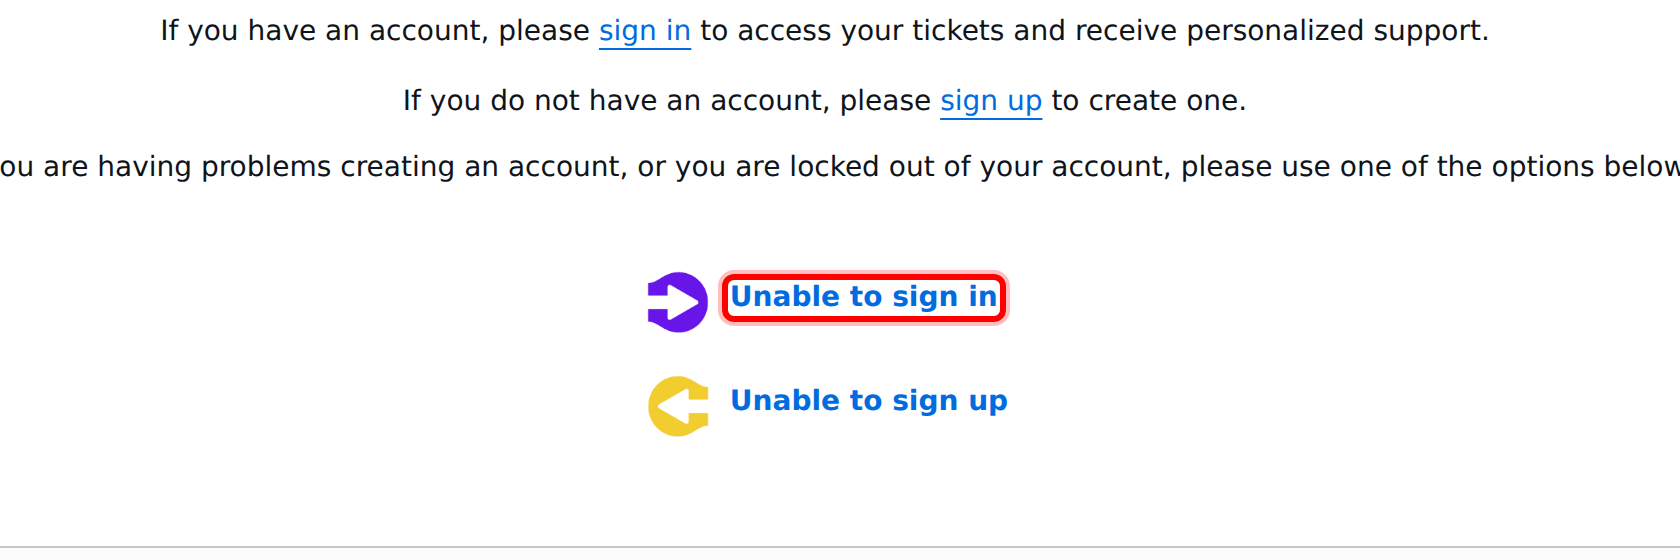 If you have an account, please sign in to access your tickets and receive personalized support.
If you do not have an account, please sign up to create one.
ou are having problems creating an account, or you are locked out of your account, please use one of the options below
Unable to sign in
Unable to sign up